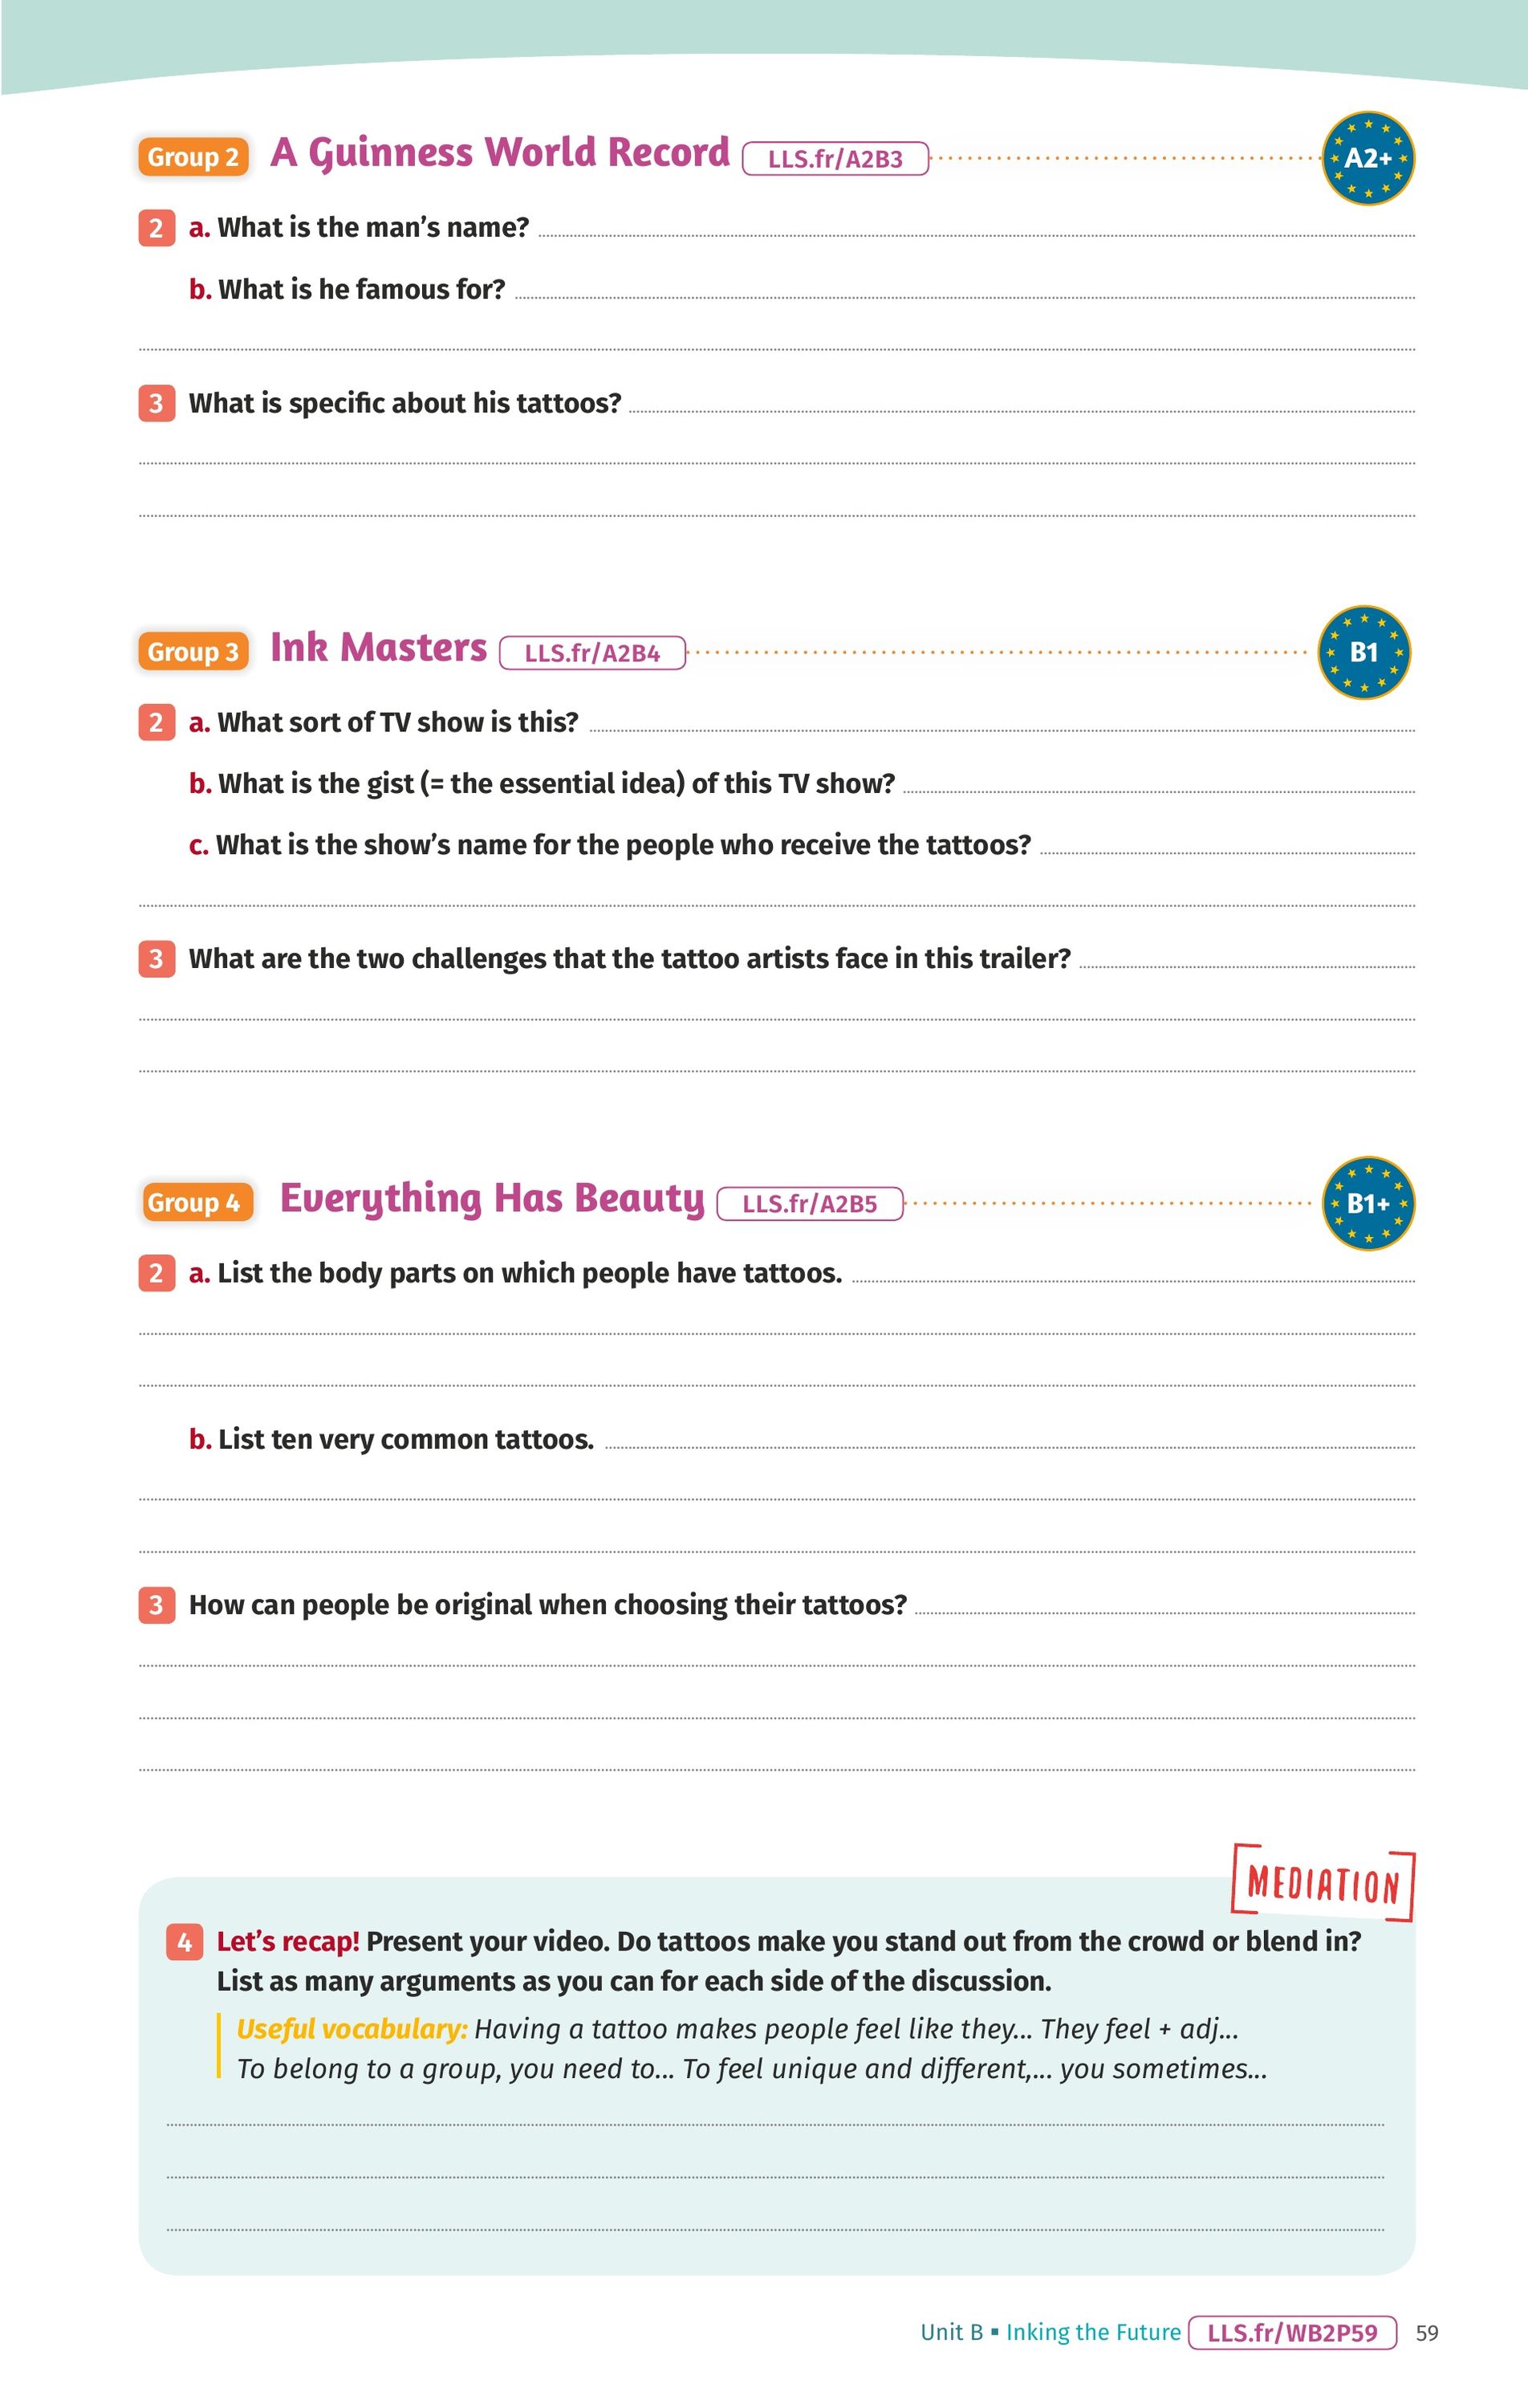 Group 2 A Guinness World Record LLS.fr/A2B3 A2+
2 a. What is the man's name?
b. What is he famous for?
3 What is specific about his tattoos?
Group 3 Ink Masters LLS.fr/A2B4 B1
2 a. What sort of TV show is this?
b. What is the gist (= the essential idea) of this TV show?
c. What is the show's name for the people who receive the tattoos?
3 What are the two challenges that the tattoo artists face in this trailer?
Group 4 Everything Has Beauty LLS.fr/A2B5 B1+
2 a. List the body parts on which people have tattoos.
b. List ten very common tattoos.
3 How can people be original when choosing their tattoos?
MEDIATION
4 Let's recap! Present your video. Do tattoos make you stand out from the crowd or blend in?
List as many arguments as you can for each side of the discussion.
Useful vocabulary: Having a tattoo makes people feel like they... They feel + adj...
To belong to a group, you need to... To feel unique and different,... you sometimes...
Unit B ▪ Inking the Future LLS.fr/WB2P59 59